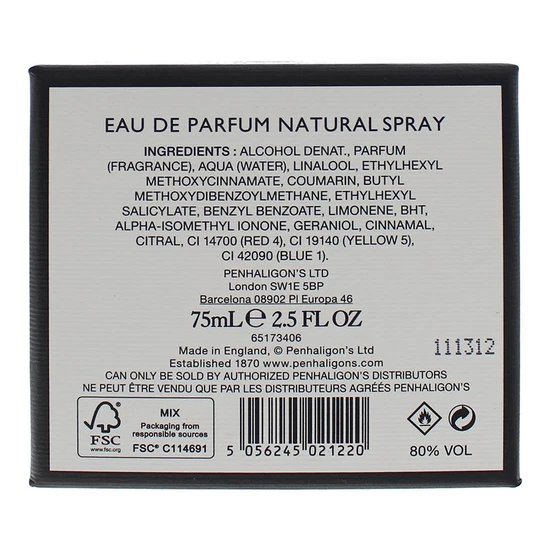 EAU DE PARFUM NATURAL SPRAY
INGREDIENTS : ALCOHOL DENAT., PARFUM
(FRAGRANCE), AQUA (WATER), LINALOOL, ETHYLHEXYL
METHOXYCINNAMATE, COUMARIN, BUTYL
METHOXYDIBENZOYLMETHANE, ETHYLHEXYL
SALICYLATE, BENZYL BENZOATE, LIMONENE, BHT,
ALPHA-ISOMETHYL IONONE, GERANIOL, CINNAMAL,
CITRAL, CI 14700 (RED 4), CI 19140 (YELLOW 5),
CI 42090 (BLUE 1).
PENHALIGON'S LTD
London SW1E 5BP
Barcelona 08902 Pl Europa 46
75mL e 2.5 FL OZ
65173406
111312
Made in England, © Penhaligon's Ltd
Established 1870 www.penhaligons.com
CAN ONLY BE SOLD BY AUTHORIZED PENHALIGON'S DISTRIBUTORS
NE PEUT ÊTRE VENDU QUE PAR LES DISTRIBUTEURS AGRÉÉS PENHALIGON'S
FSC
www.fsc.org
MIX
Packaging from
responsible sources
FSC® C114691
5 056245 021220
80% VOL